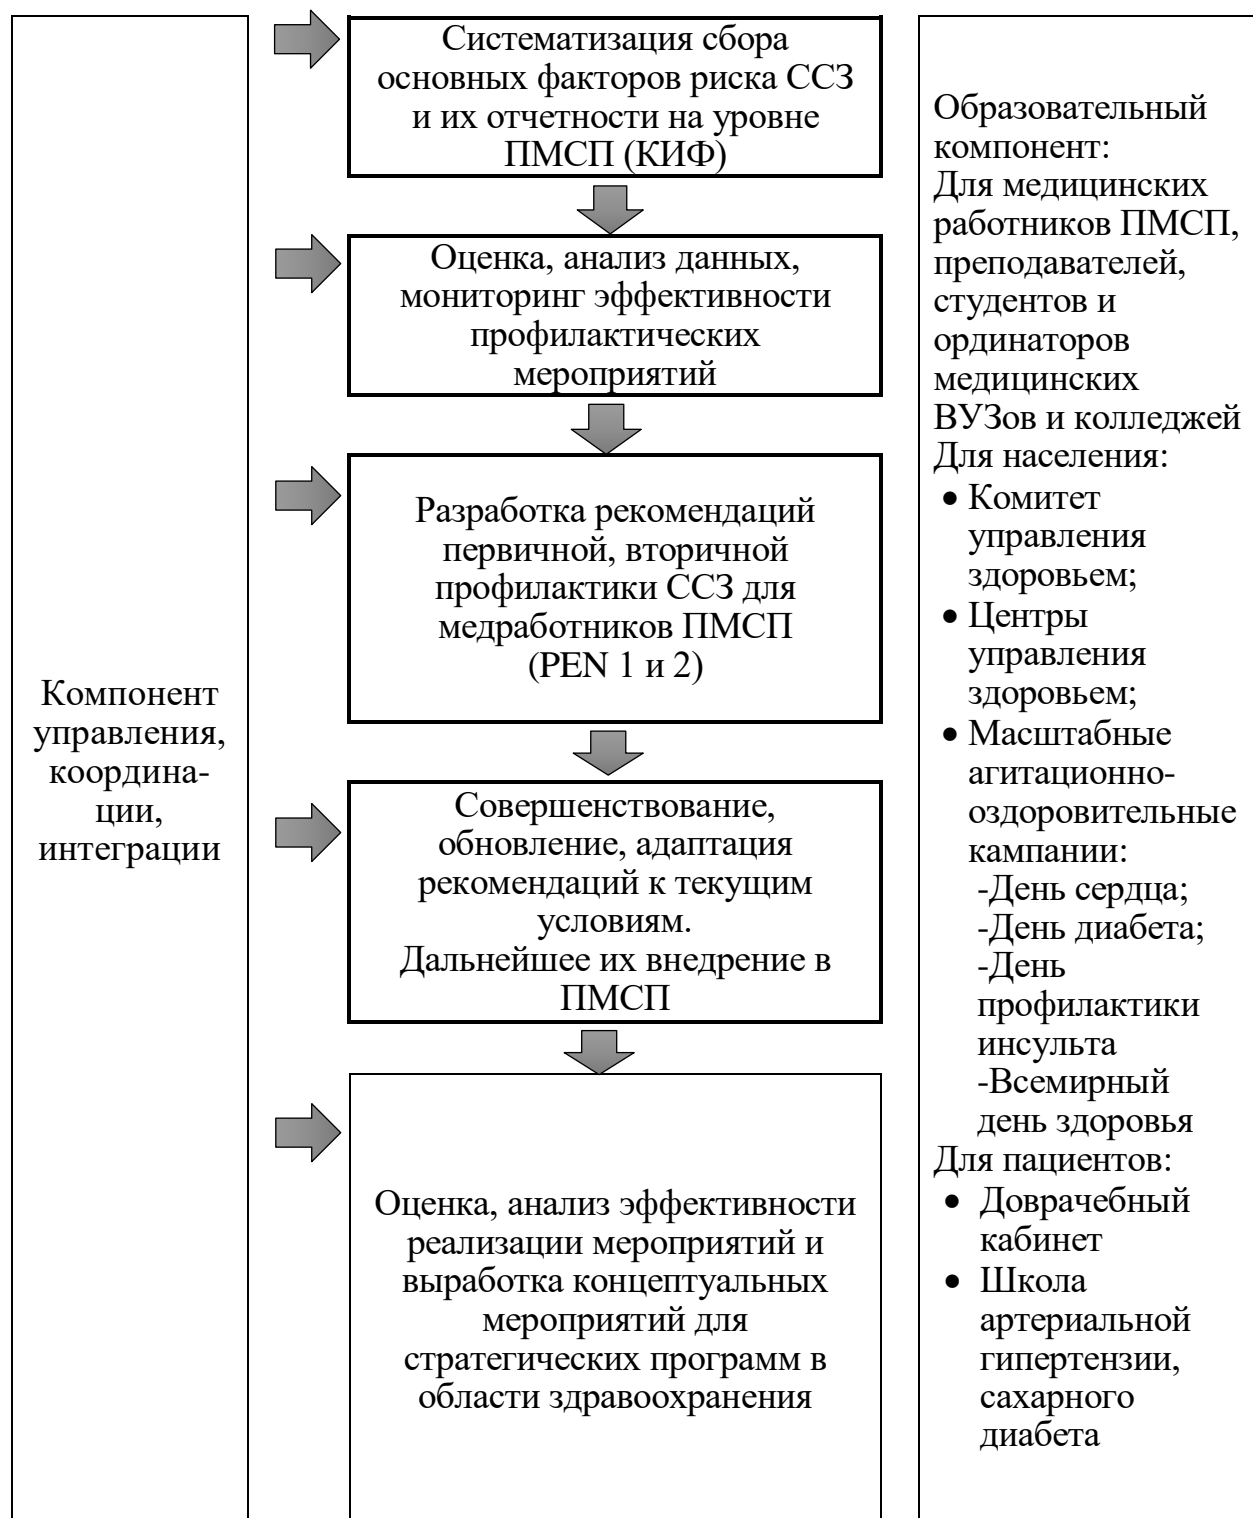 Компонент
управления,
координа-
ции,
интеграции
Систематизация сбора
основных факторов риска ССЗ
и их отчетности на уровне
ПМСП (КИФ)
Оценка, анализ данных,
мониторинг эффективности
профилактических
мероприятий
Разработка рекомендаций
первичной, вторичной
профилактики ССЗ для
медработников ПМСП
(PEN 1 и 2)
Совершенствование,
обновление, адаптация
рекомендаций к текущим
условиям.
Дальнейшее их внедрение в
ПМСП
Оценка, анализ эффективности
реализации мероприятий и
выработка концептуальных
мероприятий для
стратегических программ в
области здравоохранения
Образовательный
компонент:
Для медицинских
работников ПМСП,
преподавателей,
студентов и
ординаторов
медицинских
ВУЗов и колледжей
Для населения:
• Комитет
управления
здоровьем;
• Центры
управления
здоровьем;
• Масштабные
агитационно-
оздоровительные
кампании:
-День сердца;
-День диабета;
-День
профилактики
инсульта
-Всемирный
день здоровья
Для пациентов:
• Доврачебный
кабинет
• Школа
артериальной
гипертензии,
сахарного
диабета